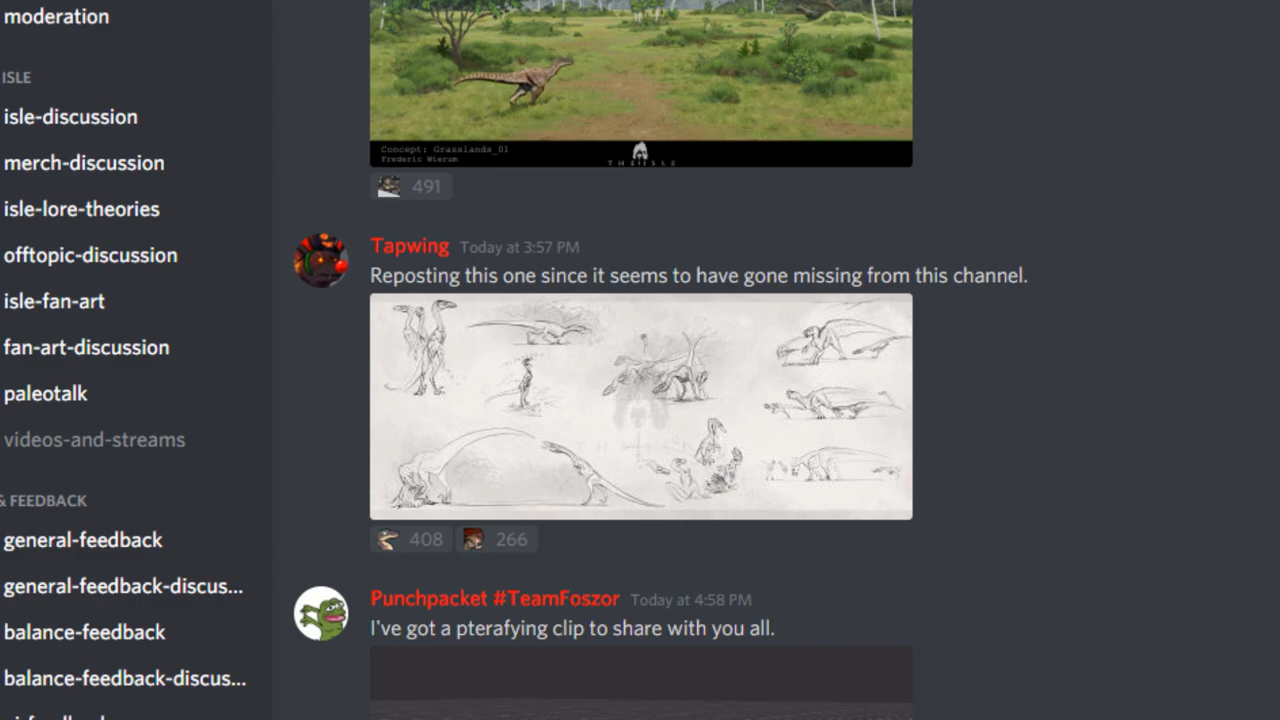 moderation
ISLE
isle-discussion
merch-discussion
isle-lore-theories
offtopic-discussion
isle-fan-art
fan-art-discussion
paleotalk
videos-and-streams
& FEEDBACK
general-feedback
general-feedback-discus...
balance-feedback
balance-feedback-discus...
Concept: Grasslands_01
Frederic Wierum
THE ISLE
491
Tapwing Today at 3:57 PM
Reposting this one since it seems to have gone missing from this channel.
408 266
Punchpacket #TeamFoszor Today at 4:58 PM
I've got a pterafying clip to share with you all.